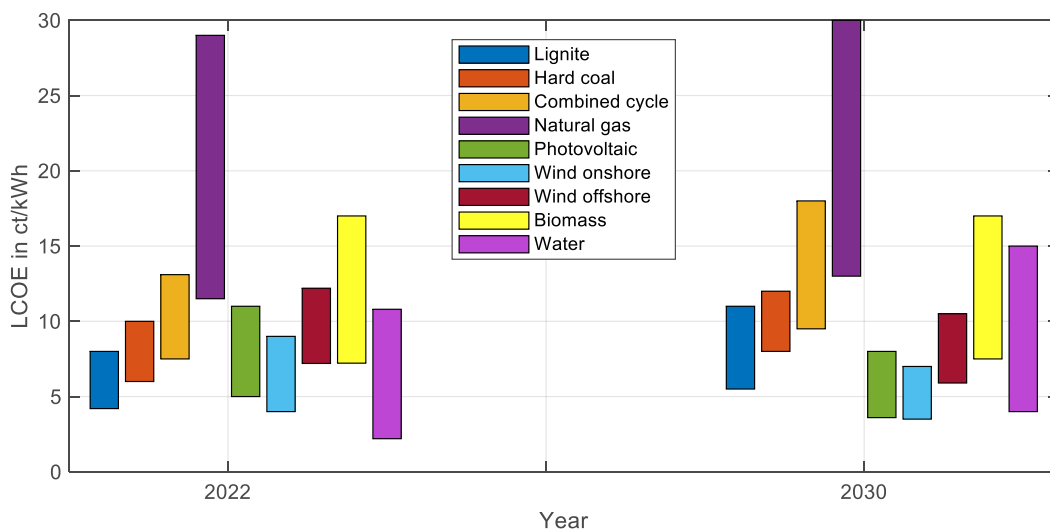 LCOE in ct/kWh
30
25
20
15
10
5
0
Lignite
Hard coal
Combined cycle
Natural gas
Photovoltaic
Wind onshore
Wind offshore
Biomass
Water
2022
2030
Year